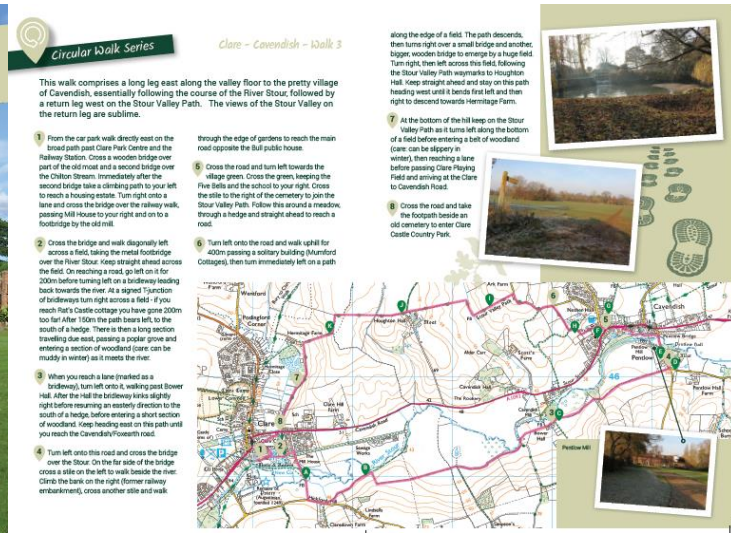 Circular Walk Series
Clare - Cavendish - Walk 3
This walk comprises a long leg east along the valley floor to the pretty village
of Cavendish, essentially following the course of the River Stour, followed by
a return leg west on the Stour Valley Path. The views of the Stour Valley on
the return leg are sublime.
1 From the car park walk directly east on the
broad path past Clare Park Centre and the
Railway Station. Cross a wooden bridge over
part of the old moat and a second bridge over
the Chilton Stream. Immediately after the
second bridge take a climbing path to your left
to reach a housing estate. Turn right onto a
lane and cross the bridge over the railway walk,
passing Mill House to your right and on to a
footbridge by the old mill.
2 Cross the bridge and walk diagonally left
across a field, taking the metal footbridge
over the River Stour. Keep straight ahead across
the field. On reaching a road, go left on it for
200m before turning left on a bridleway leading
back towards the river. At a signed T-junction
of bridleways turn right across a field - if you
reach Rat's Castle cottage you have gone 200m
too far! After 150m the path bears left, to the
south of a hedge. There is then a long section
travelling due east, passing a poplar grove and
entering a section of woodland (care: can be
muddy in winter) as it meets the river.
3 When you reach a lane (marked as a
bridleway), turn left onto it, walking past Bower
Hall. After the Hall the bridleway kinks slightly
right before resuming an easterly direction to the
south of a hedge, before entering a short section
of woodland. Keep heading east on this path until
you reach the Cavendish/Foxearth road.
4 Turn left onto this road and cross the bridge
over the Stour. On the far side of the bridge
cross a stile on the left to walk beside the river.
Climb the bank on the right (former railway
embankment), cross another stile and walk
through the edge of gardens to reach the main
road opposite the Bull public house.
5 Cross the road and turn left towards the
village green. Cross the green, keeping the
Five Bells and the school to your right. Cross
the stile to the right of the cemetery to join the
Stour Valley Path. Follow this around a meadow,
through a hedge and straight ahead to reach a
road.
6 Turn left onto the road and walk uphill for
400m passing a solitary building (Mumford
Cottages), then turn immediately left on a path
along the edge of a field. The path descends,
then turns right over a small bridge and another,
bigger, wooden bridge to emerge by a huge field.
Turn right, then left across this field, following
the Stour Valley Path waymarks to Houghton
Hall. Keep straight ahead and stay on this path
heading west until it bends first left and then
right to descend towards Hermitage Farm.
7 At the bottom of the hill keep on the Stour
Valley Path as it turns left along the bottom
of a field before entering a belt of woodland
(care: can be slippery in
winter), then reaching a lane
before passing Clare Playing
Field and arriving at the Clare
to Cavendish Road.
8 Cross the road and take
the footpath beside an
old cemetery to enter Clare
Castle Country Park.
Ark Farm
Wentford
Cavendish
Houghton Hall
Moat
Stour Valley Path
Hermitage Farm
Scott's Farm
Pentlow
Cavendish Hall
The Rookery
Clare Hall Farm
Pentlow Hall Farm
Clare
Cavendish Road
Bower Hall
46
Pentlow Mill